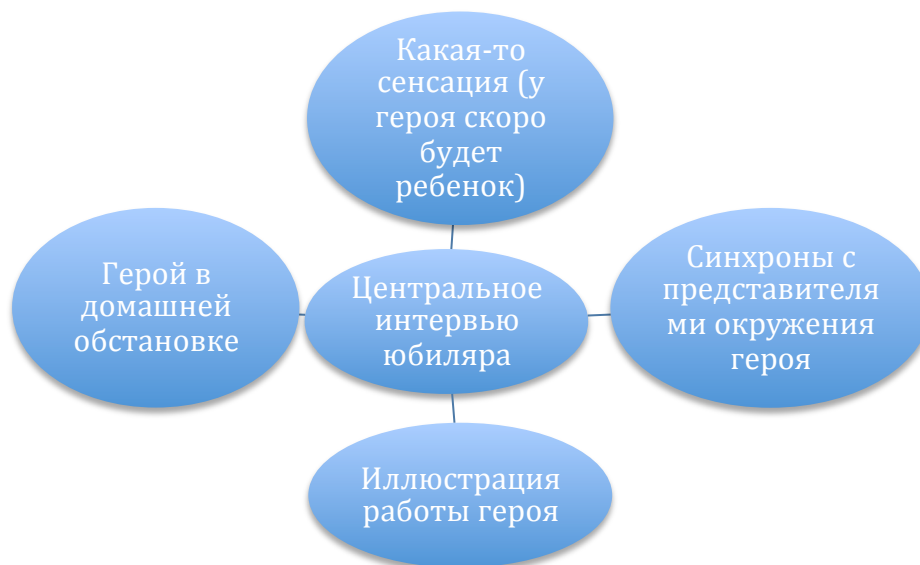 Какая-то
сенсация (у
героя скоро
будет
ребенок)
Герой в
домашней
обстановке
Центральное
интервью
юбиляра
Синхроны с
представителя
ми окружения
героя
Иллюстрация
работы героя